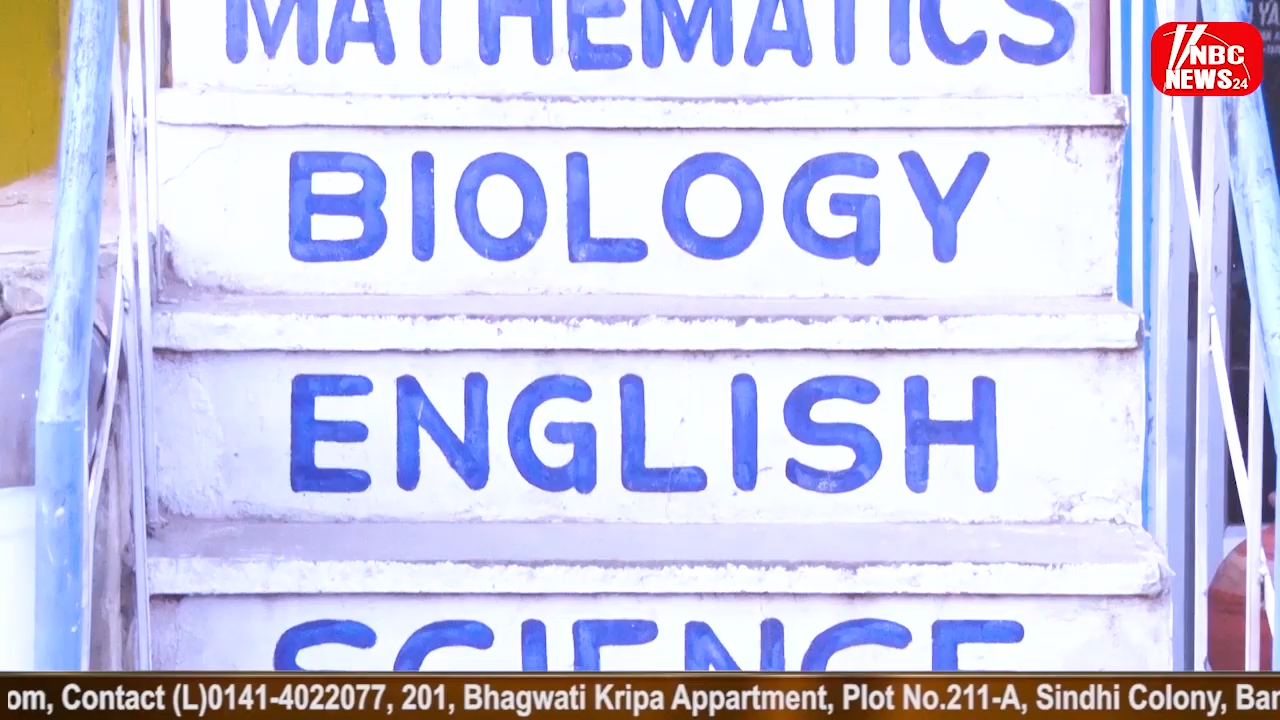 MATHEMATICS
NBC
NEWS24
BIOLOGY
ENGLISH
SCIENCE
om, Contact (L)0141-4022077, 201, Bhagwati Kripa Appartment, Plot No.211-A, Sindhi Colony, Bar